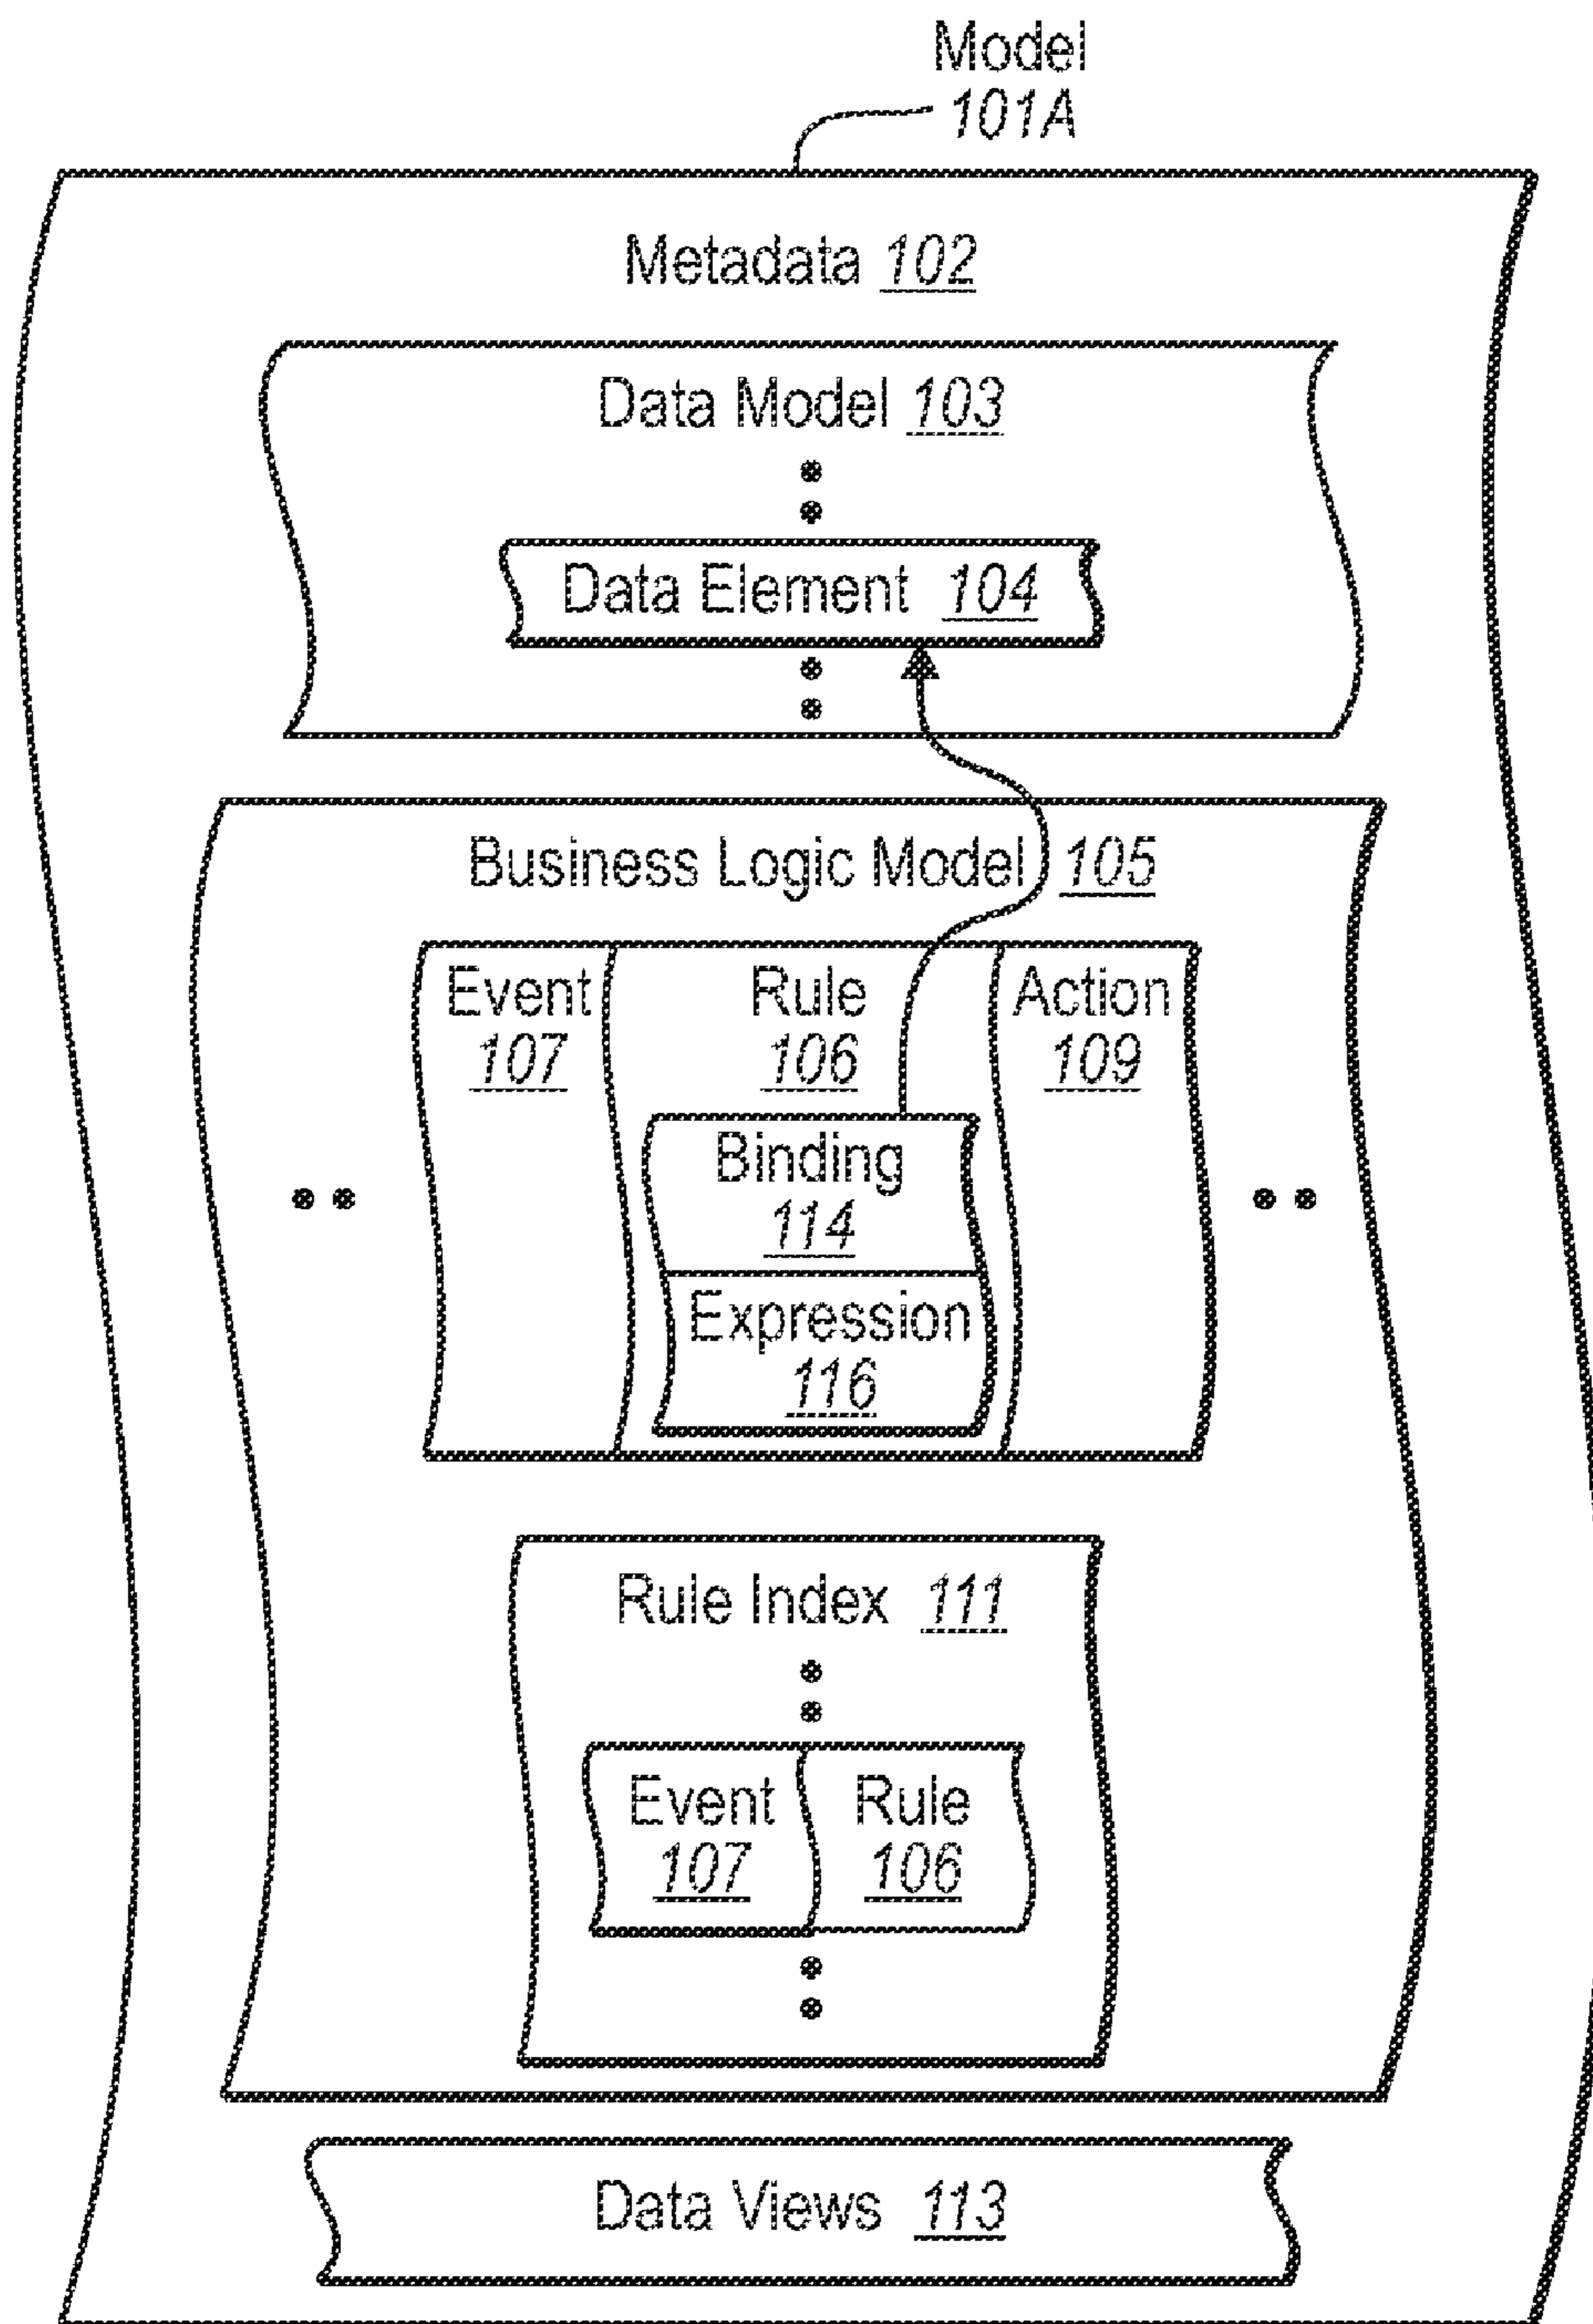 Model
101A
Metadata 102
Data Model 103
Data Element 104
Business Logic Model 105
Event Rule Action
107 106 109
Binding
114
Expression
116
Rule Index 111
Event Rule
107 106
Data Views 113